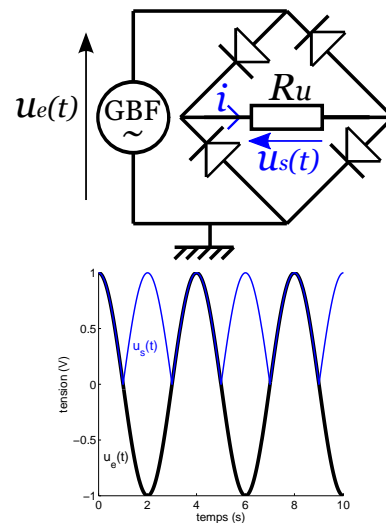 ue(t)
GBF
~
i
Ru
us(t)
1
0.5
0
−0.5
−1
tension (V)
us(t)
ue(t)
0 2 4 6 8 10
temps (s)